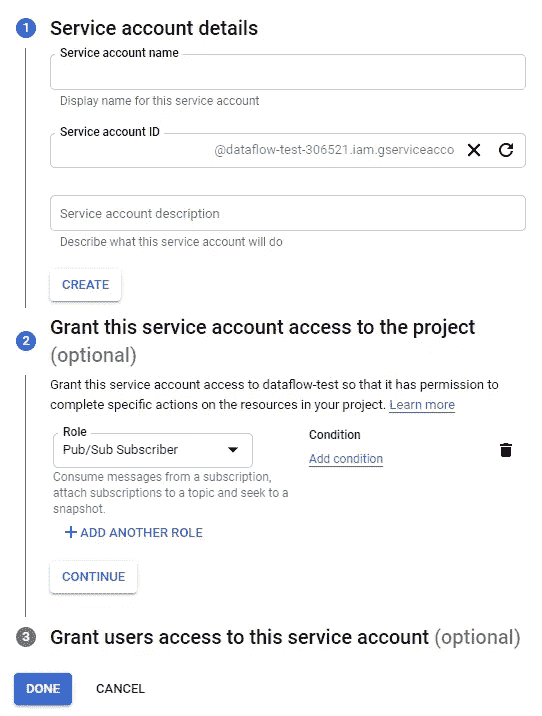 1 Service account details
Service account name
Display name for this service account
Service account ID
@dataflow-test-306521.iam.gserviceacco
Service account description
Describe what this service account will do
CREATE
2 Grant this service account access to the project
(optional)
Grant this service account access to dataflow-test so that it has permission to
complete specific actions on the resources in your project. Learn more
Role
Condition
Pub/Sub Subscriber
Add condition
Consume messages from a subscription,
attach subscriptions to a topic and seek to a
snapshot.
+ ADD ANOTHER ROLE
CONTINUE
3 Grant users access to this service account (optional)
DONE CANCEL